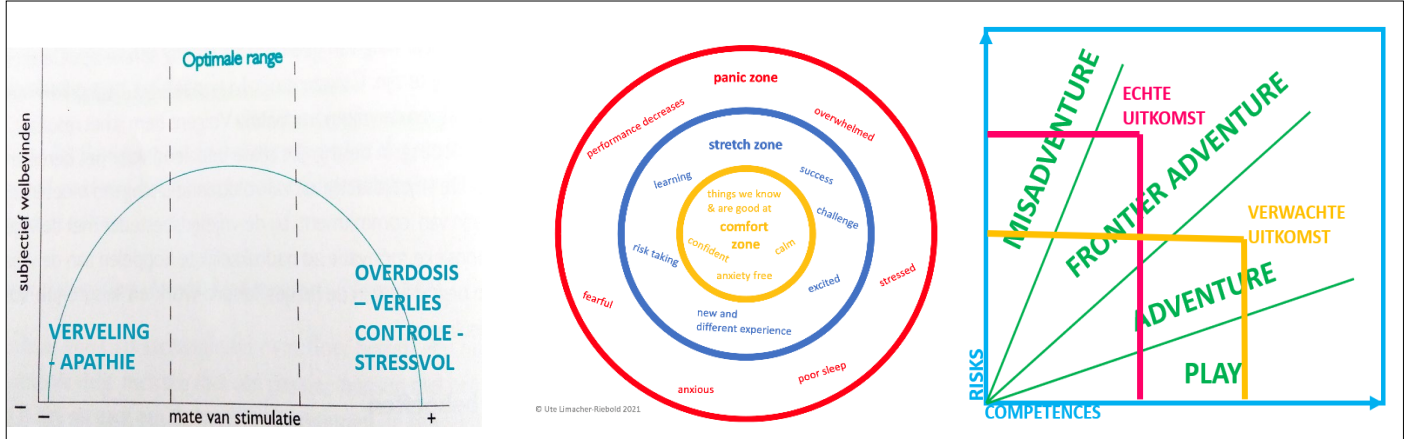 Optimale range
subjectief welbevinden
VERVELING
- APATHIE
OVERDOSIS
– VERLIES
CONTROLE -
STRESSVOL
–
–
mate van stimulatie
+
panic zone
performance decreases
overwhelmed
stretch zone
learning
success
things we know
& are good at
challenge
comfort
zone
confident
calm
risk taking
anxiety free
excited
stressed
fearful
new and
different experience
poor sleep
anxious
© Ute Limacher-Riebold 2021
MISADVENTURE
ECHTE
UITKOMST
FRONTIER ADVENTURE
VERWACHTE
UITKOMST
ADVENTURE
PLAY
RISKS
COMPETENCES